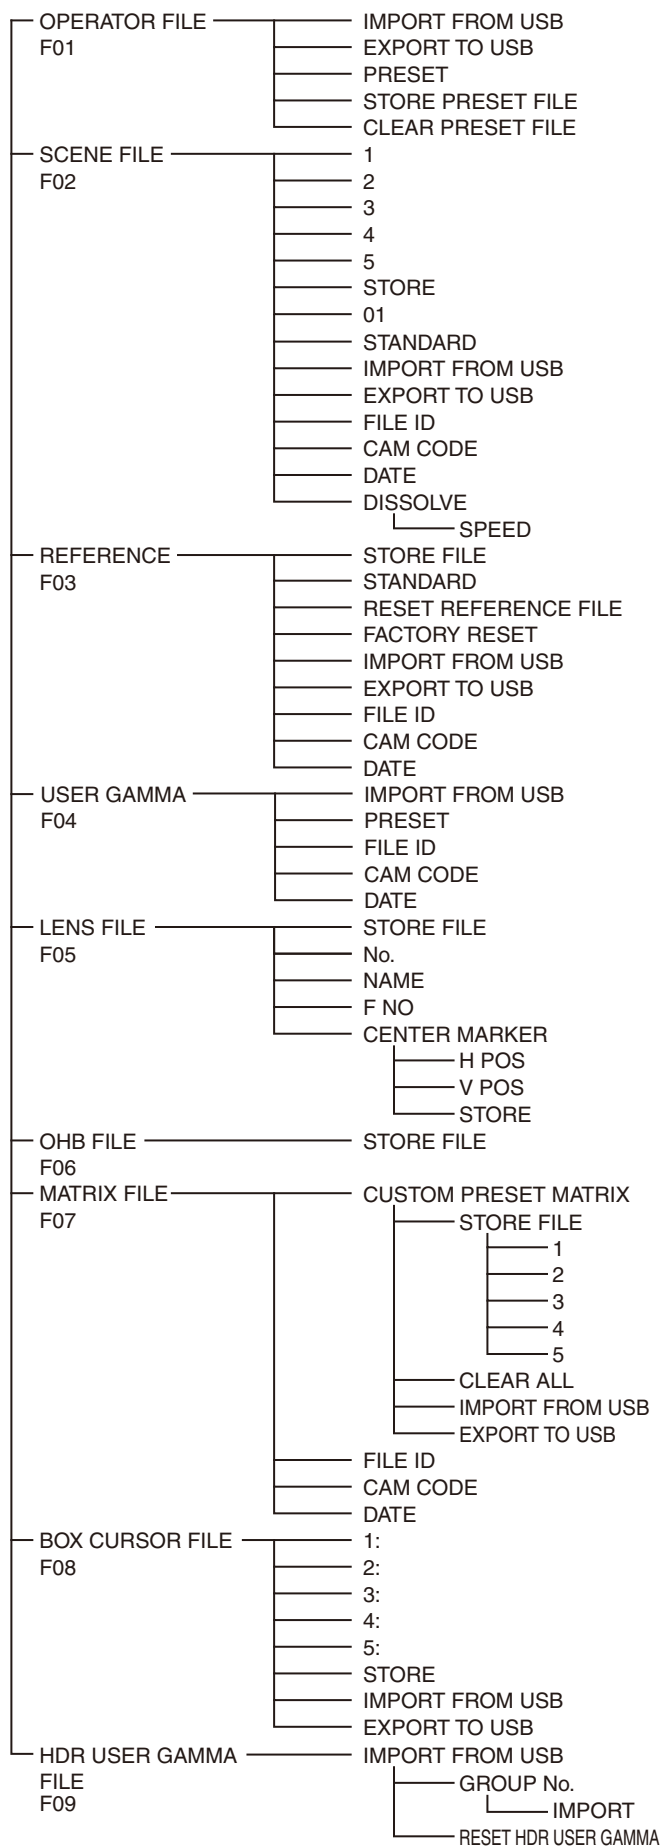 OPERATOR FILE
F01
IMPORT FROM USB
EXPORT TO USB
PRESET
STORE PRESET FILE
CLEAR PRESET FILE
SCENE FILE
F02
1
2
3
4
5
STORE
01
STANDARD
IMPORT FROM USB
EXPORT TO USB
FILE ID
CAM CODE
DATE
DISSOLVE
SPEED
REFERENCE
F03
STORE FILE
STANDARD
RESET REFERENCE FILE
FACTORY RESET
IMPORT FROM USB
EXPORT TO USB
FILE ID
CAM CODE
DATE
USER GAMMA
F04
IMPORT FROM USB
PRESET
FILE ID
CAM CODE
DATE
LENS FILE
F05
STORE FILE
No.
NAME
F NO
CENTER MARKER
H POS
V POS
STORE
OHB FILE
F06
STORE FILE
MATRIX FILE
F07
CUSTOM PRESET MATRIX
STORE FILE
1
2
3
4
5
CLEAR ALL
IMPORT FROM USB
EXPORT TO USB
FILE ID
CAM CODE
DATE
BOX CURSOR FILE
F08
1:
2:
3:
4:
5:
STORE
IMPORT FROM USB
EXPORT TO USB
HDR USER GAMMA
FILE
F09
IMPORT FROM USB
GROUP No.
IMPORT
RESET HDR USER GAMMA